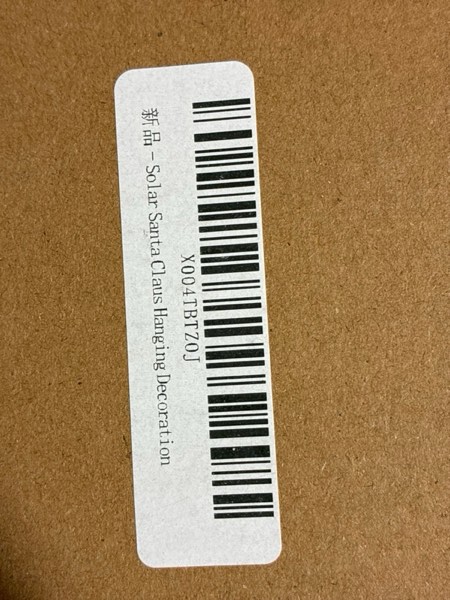 X004TBTZ0J
新品 - Solar Santa Claus Hanging Decoration